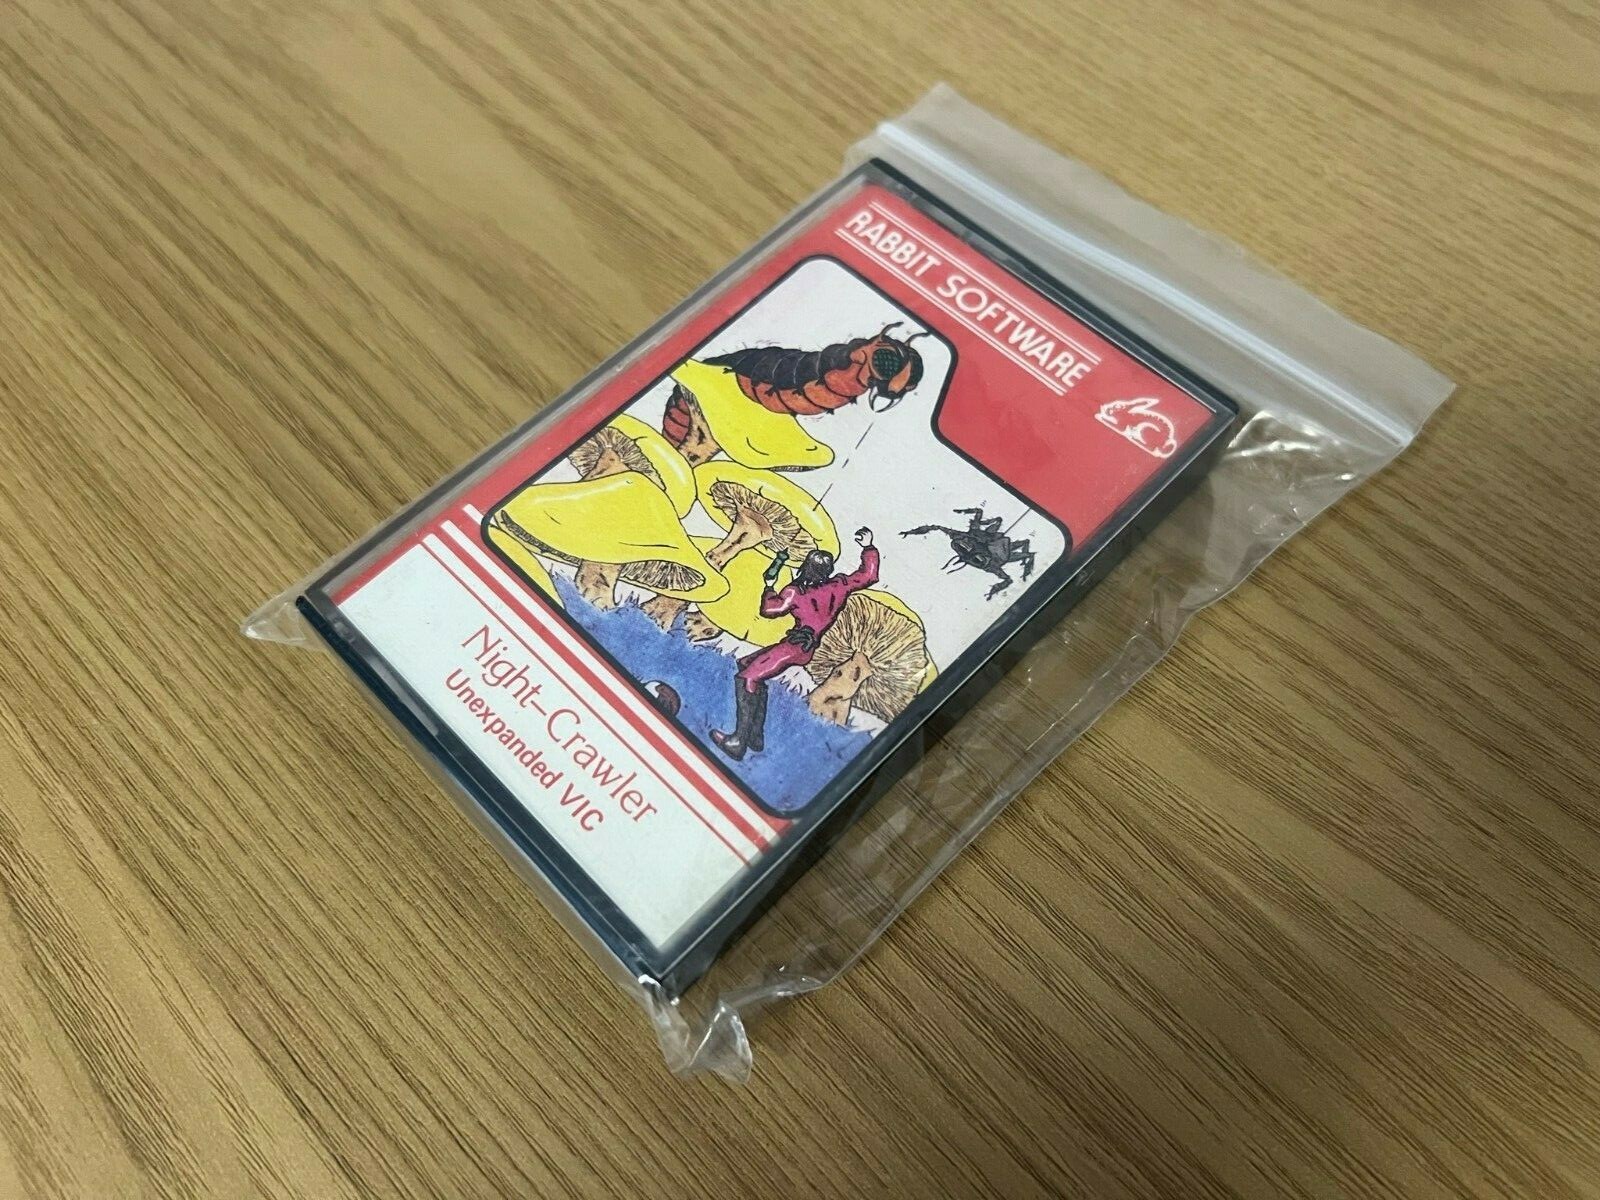 RABBIT SOFTWARE
Night-Crawler
Unexpanded VIC